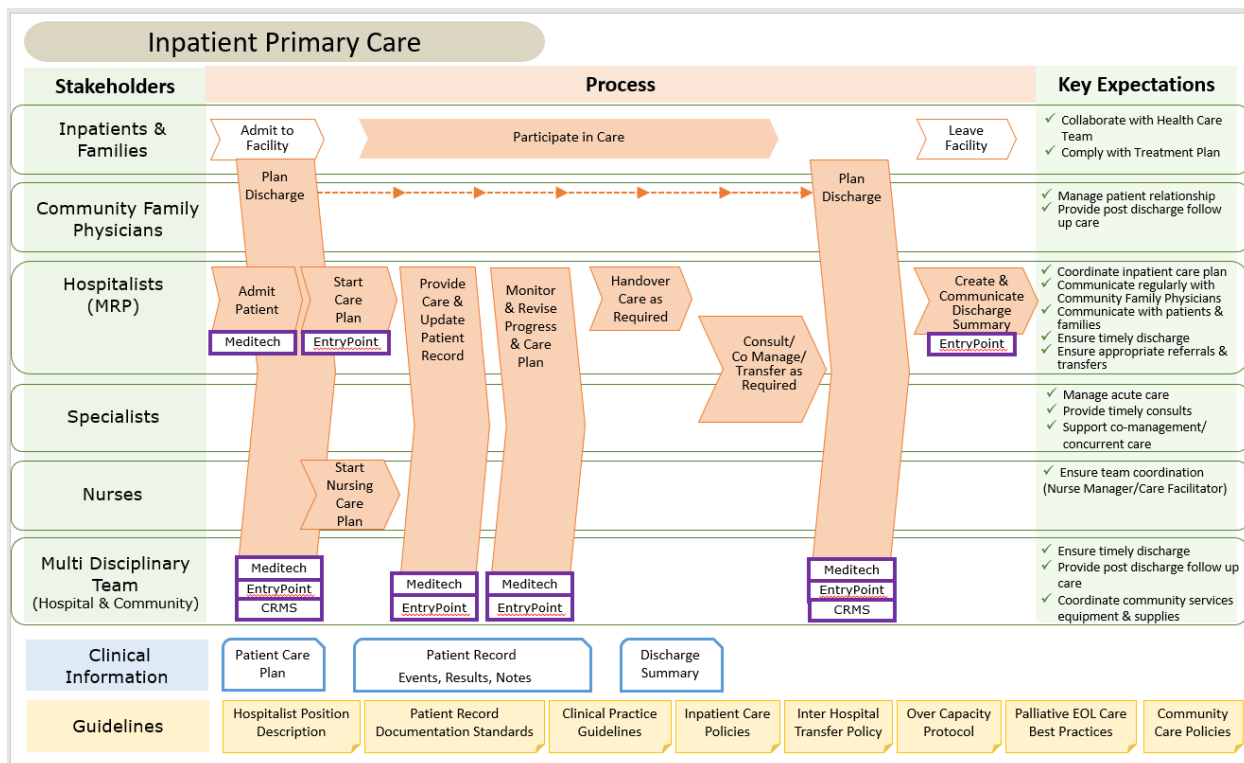 Inpatient Primary Care
Stakeholders
Process
Key Expectations
Inpatients &
Families
Admit to
Facility
Participate in Care
Leave
Facility
✓ Collaborate with Health Care
Team
✓ Comply with Treatment Plan
Plan
Discharge
Plan
Discharge
Community Family
Physicians
✓ Manage patient relationship
✓ Provide post discharge follow
up care
Hospitalists
(MRP)
Admit
Patient
Meditech
Start
Care
Plan
EntryPoint
Provide
Care &
Update
Patient
Record
Monitor
& Revise
Progress
& Care
Plan
Handover
Care as
Required
Consult/
Co Manage/
Transfer as
Required
Create &
Communicate
Discharge
Summary
EntryPoint
✓ Coordinate inpatient care plan
✓ Communicate regularly with
Community Family Physicians
✓ Communicate with patients &
families
✓ Ensure timely discharge
✓ Ensure appropriate referrals &
transfers
Specialists
✓ Manage acute care
✓ Provide timely consults
✓ Support co-management/
concurrent care
Nurses
Start
Nursing
Care
Plan
✓ Ensure team coordination
(Nurse Manager/Care Facilitator)
Multi Disciplinary
Team
(Hospital & Community)
Meditech
EntryPoint
CRMS
Meditech
EntryPoint
Meditech
EntryPoint
Meditech
EntryPoint
CRMS
✓ Ensure timely discharge
✓ Provide post discharge follow up
care
✓ Coordinate community services
equipment & supplies
Clinical
Information
Patient Care
Plan
Patient Record
Events, Results, Notes
Discharge
Summary
Guidelines
Hospitalist Position
Description
Patient Record
Documentation Standards
Clinical Practice
Guidelines
Inpatient Care
Policies
Inter Hospital
Transfer Policy
Over Capacity
Protocol
Palliative EOL Care
Best Practices
Community
Care Policies